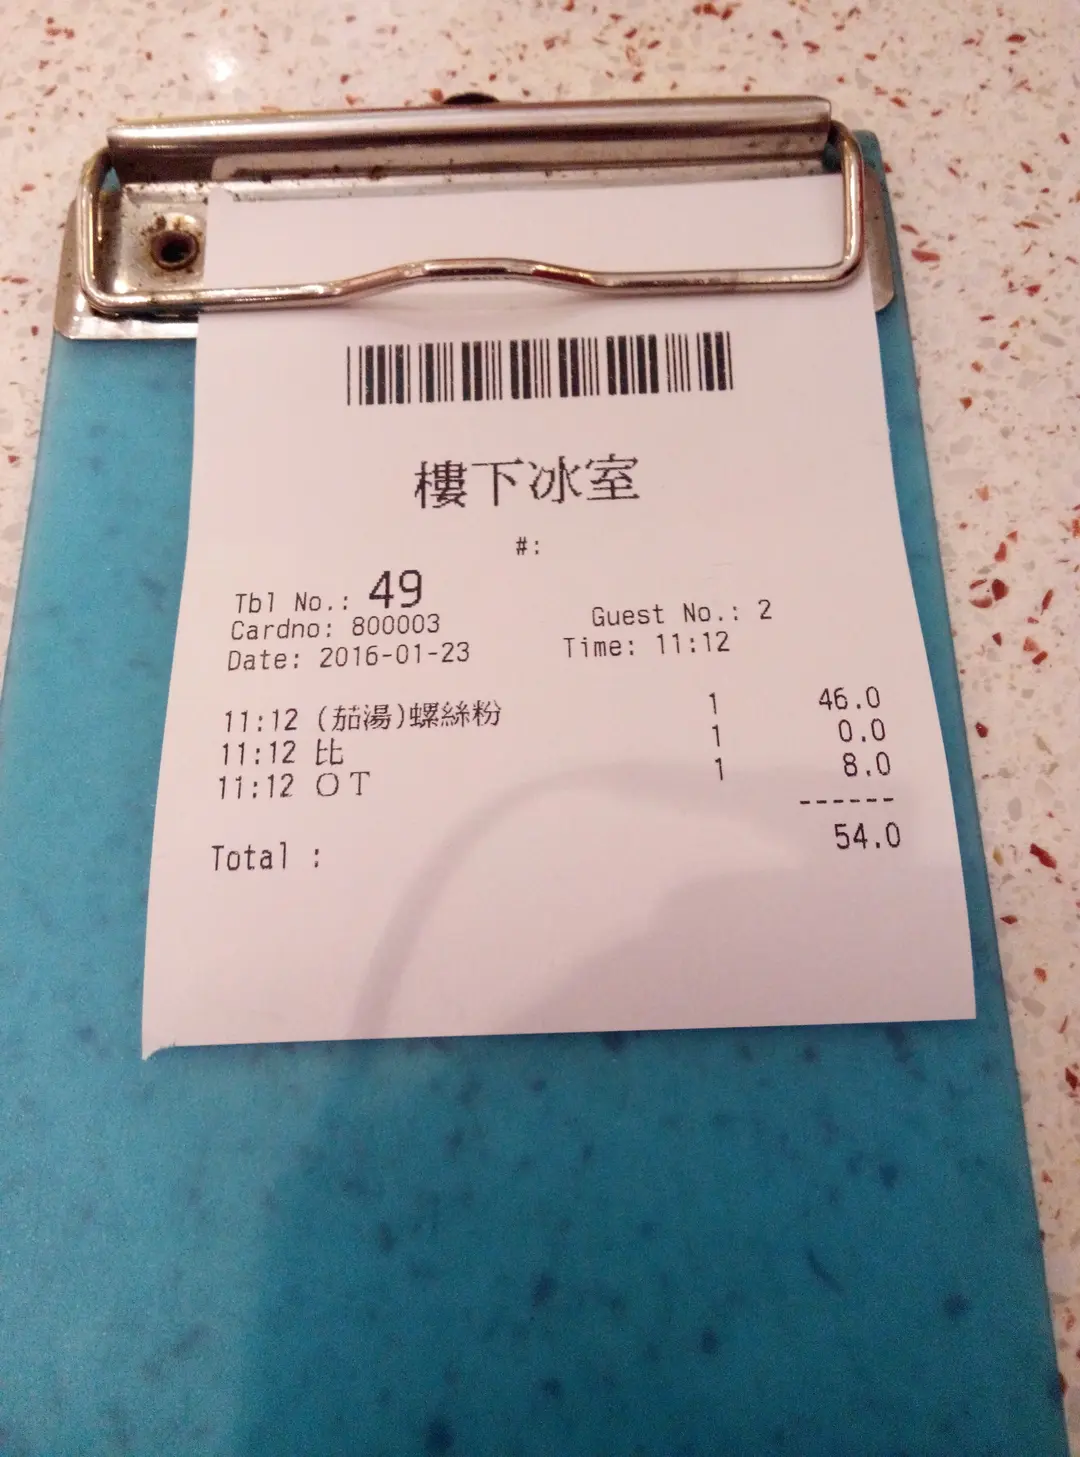 樓下冰室
#:
Tbl No.: 49
Cardno: 800003 Guest No.: 2
Date: 2016-01-23 Time: 11:12
11:12 (茄湯)螺絲粉 1 46.0
11:12 比 1 0.0
11:12 OT 1 8.0
------
Total : 54.0